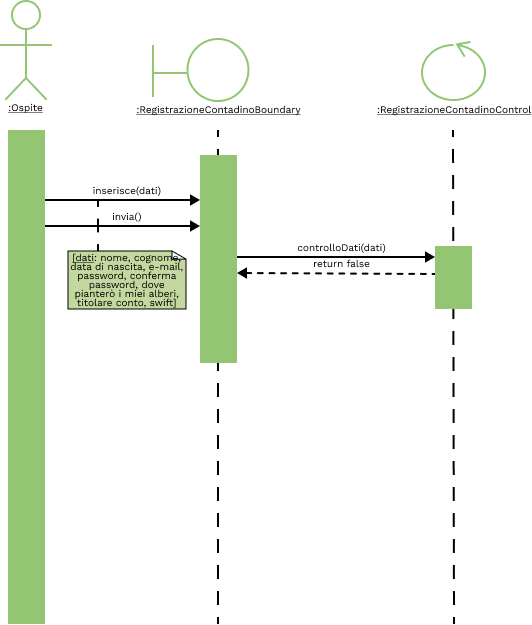 :Ospite
:RegistrazioneContadinoBoundary
:RegistrazioneContadinoControl
inserisce(dati)
invia()
controlloDati(dati)
return false
[dati: nome, cognome,
data di nascita, e-mail,
password, conferma
password, dove
pianterò i miei alberi,
titolare conto, swift]